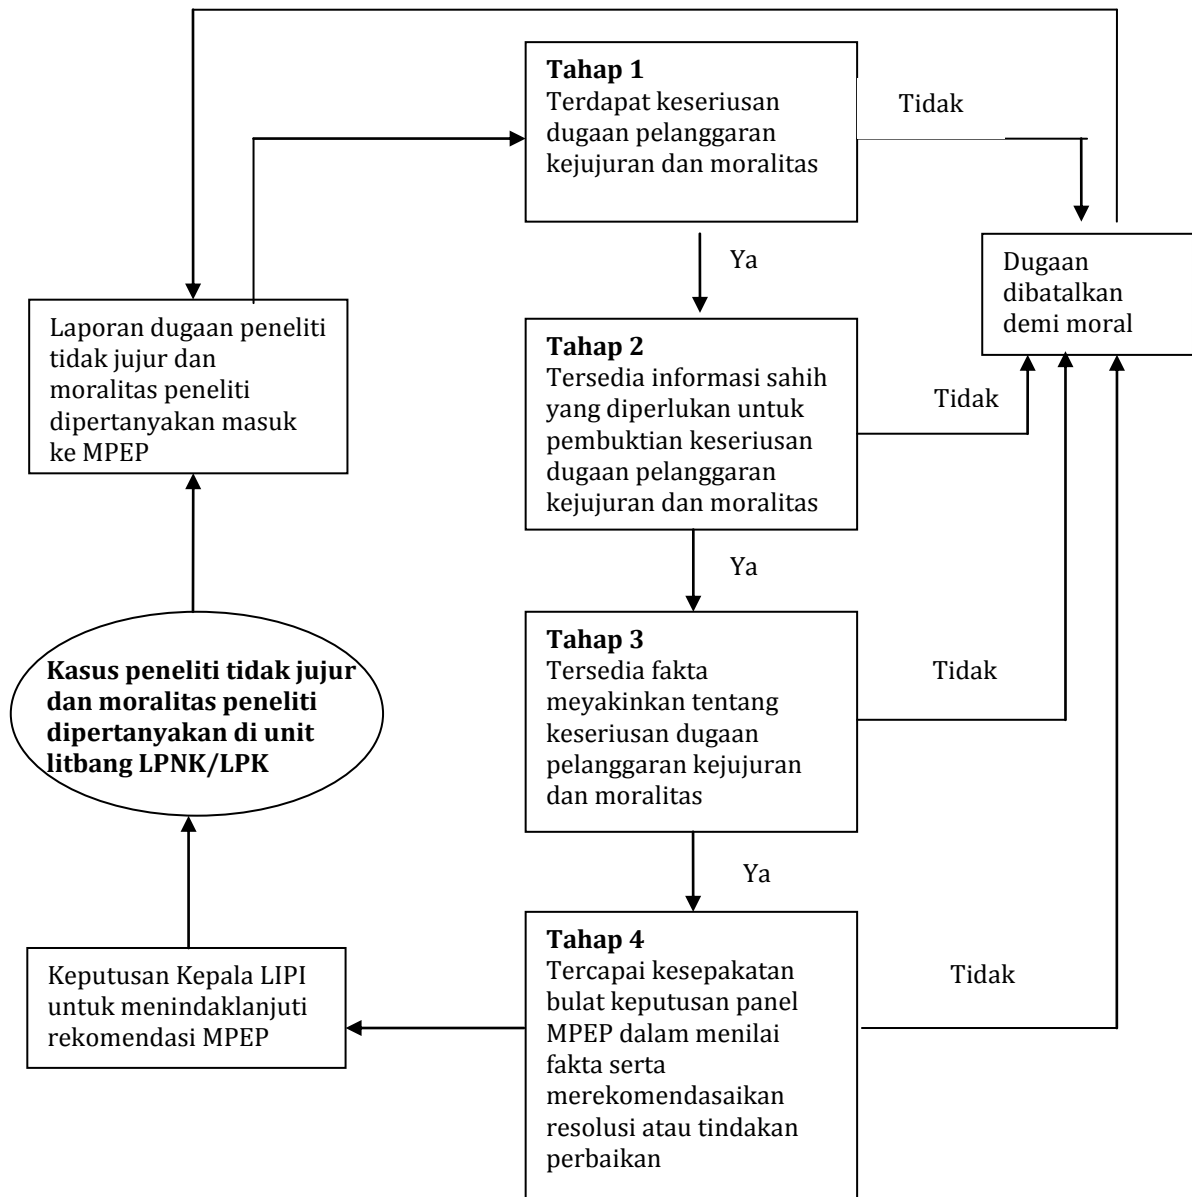 Tahap 1
Terdapat keseriusan
dugaan pelanggaran
kejujuran dan moralitas
Tidak
Ya
Dugaan
dibatalkan
demi moral
Laporan dugaan peneliti
tidak jujur dan
moralitas peneliti
dipertanyakan masuk
ke MPEP
Tahap 2
Tersedia informasi sahih
yang diperlukan untuk
pembuktian keseriusan
dugaan pelanggaran
kejujuran dan moralitas
Tidak
Ya
Tahap 3
Tersedia fakta
meyakinkan tentang
keseriusan dugaan
pelanggaran kejujuran
dan moralitas
Tidak
Kasus peneliti tidak jujur
dan moralitas peneliti
dipertanyakan di unit
litbang LPNK/LPK
Ya
Tahap 4
Tercapai kesepakatan
bulat keputusan panel
MPEP dalam menilai
fakta serta
merekomendasaikan
resolusi atau tindakan
perbaikan
Tidak
Keputusan Kepala LIPI
untuk menindaklanjuti
rekomendasi MPEP